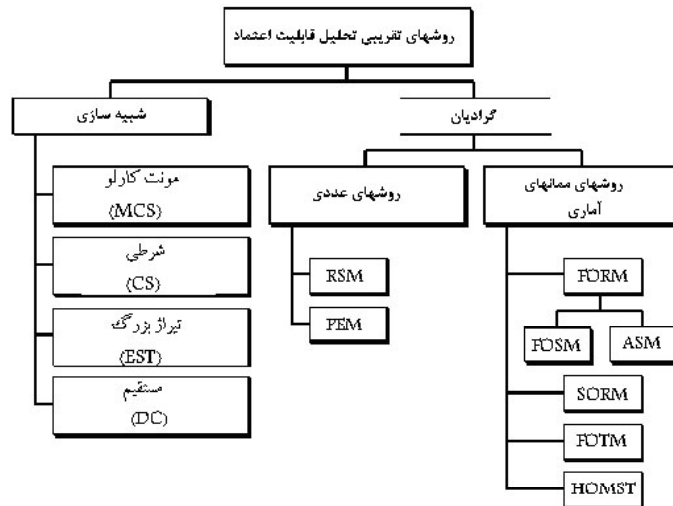 روشهای تقریبی تحلیل قابلیت اعتماد
گرادیان
شبیه سازی
روشهای ممانهای
آماری
روشهای عددی
مونت کارلو
(MCS)
شرطی
(CS)
تیراژ بزرگ
(EST)
مستقیم
(DC)
RSM
FEM
FORM
FOSM
ASM
SORM
FOTM
HOMST